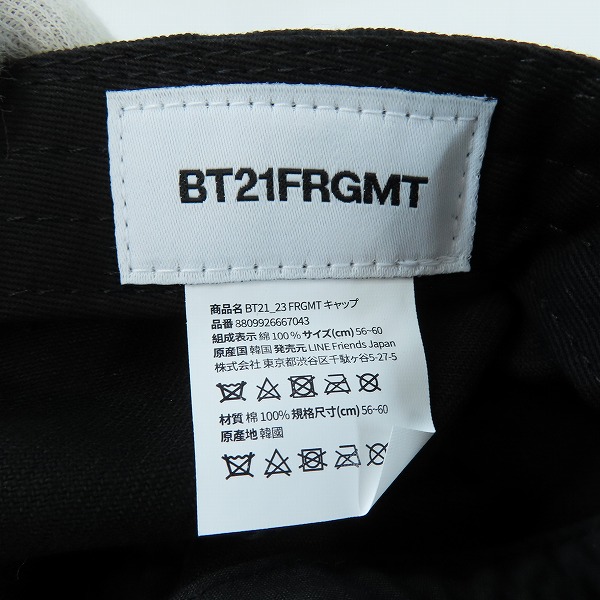 BT21FRGMT
商品名 BT21_23 FRGMT キャップ
品番 8809926667043
組成表示 綿 100% サイズ(cm) 56~60
原産国 韓国 発売元 LINE Friends Japan
株式会社 東京都渋谷区千駄ヶ谷5-27-5
材質 棉 100% 規格尺寸(cm) 56~60
原產地 韓國